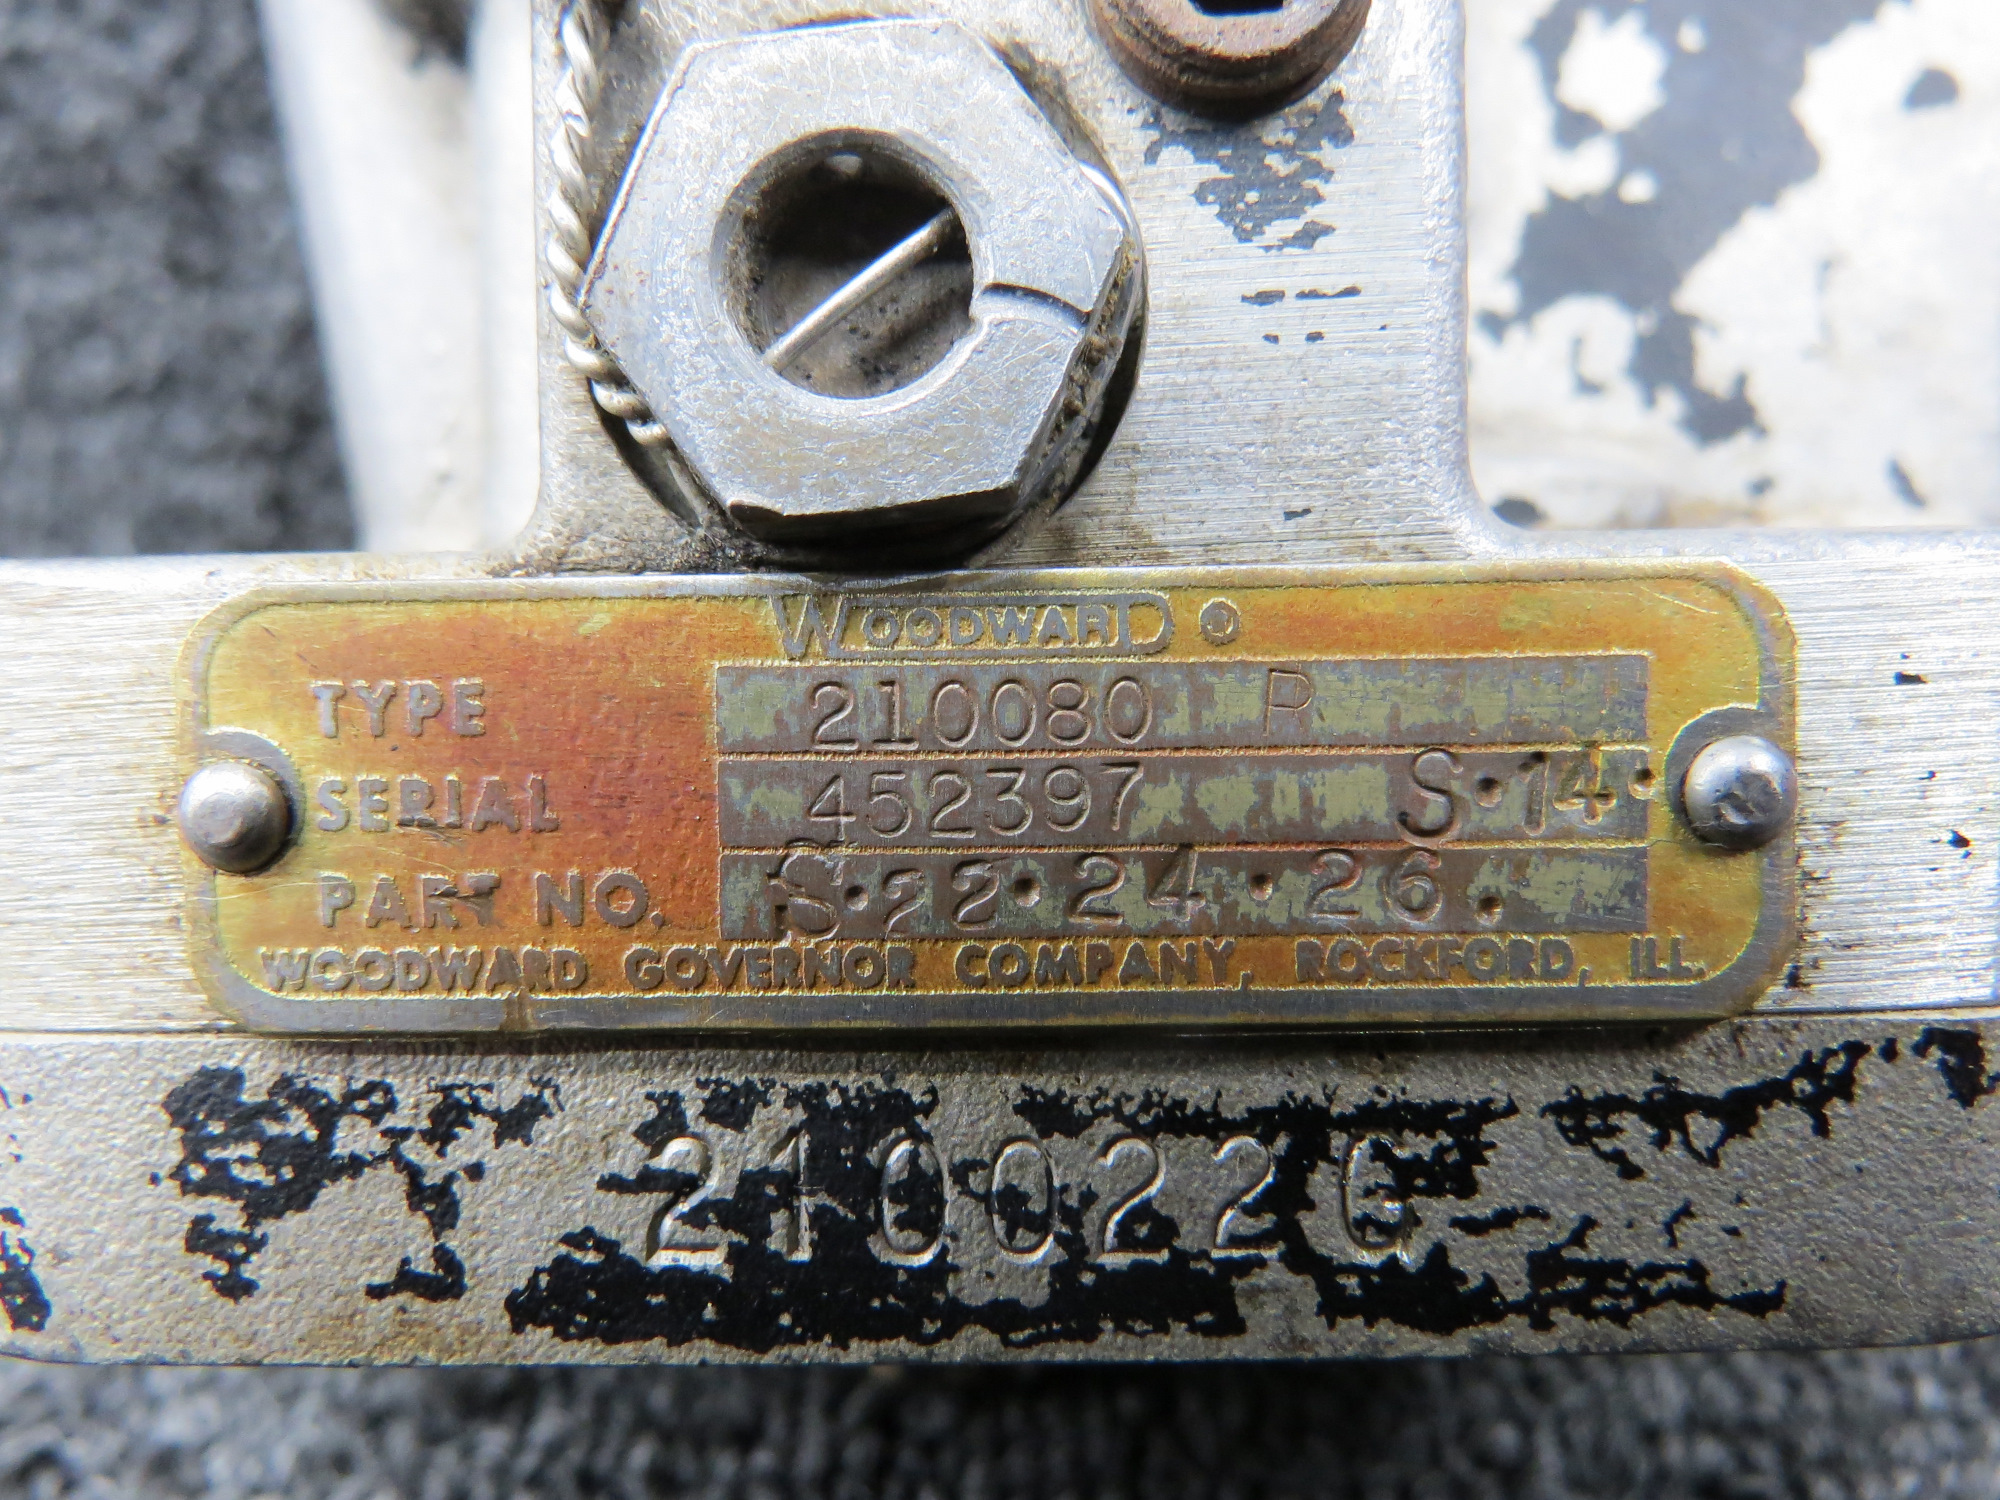 WOODWARD ®
TYPE 210080 R
SERIAL 452397 S·14·
PART NO. S·22·24·26.
WOODWARD GOVERNOR COMPANY, ROCKFORD, ILL.
210022G